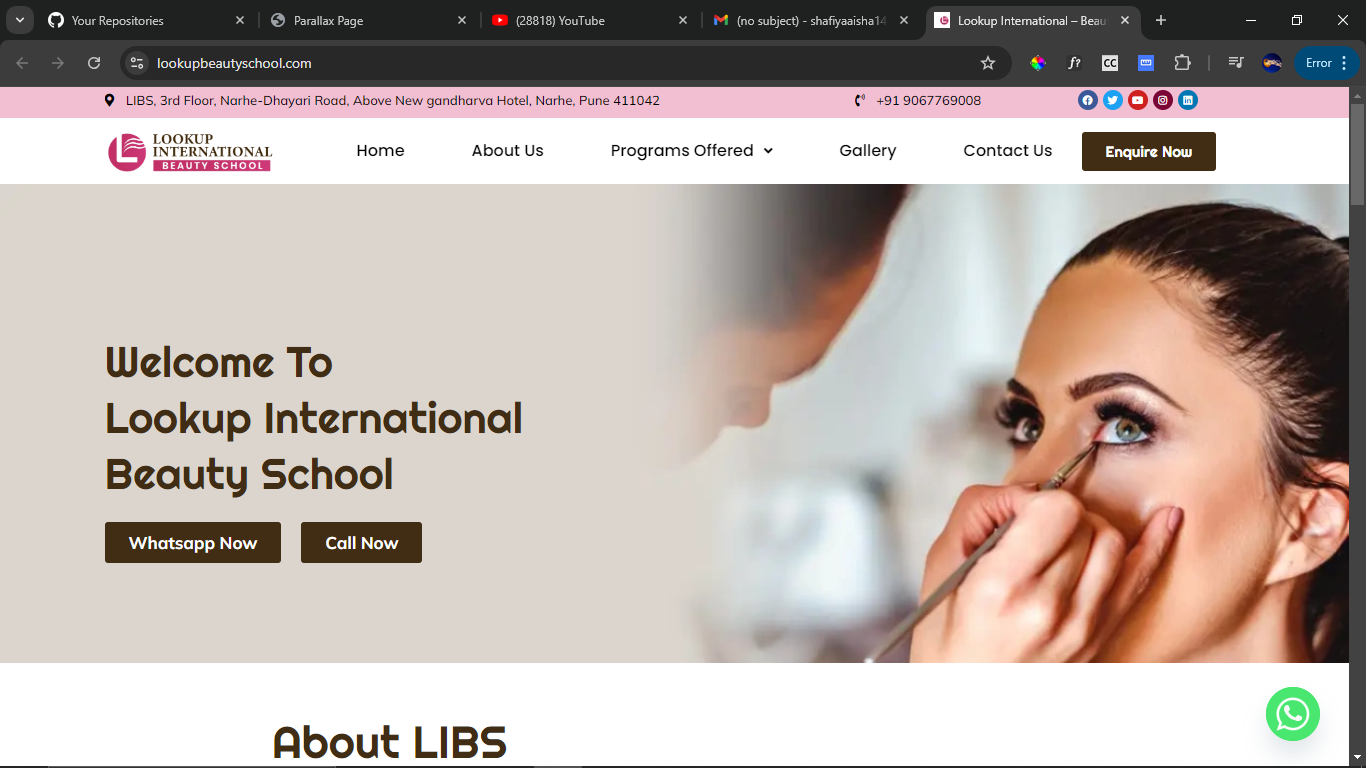 Your Repositories
Parallax Page
(28818) YouTube
(no subject) - shafiyaaisha14
Lookup International – Beau
lookupbeautyschool.com
f?
CC
Error
LIBS, 3rd Floor, Narhe-Dhayari Road, Above New gandharva Hotel, Narhe, Pune 411042
+91 9067769008
LOOKUP
INTERNATIONAL
BEAUTY SCHOOL
Home
About Us
Programs Offered
Gallery
Contact Us
Enquire Now
Welcome To
Lookup International
Beauty School
Whatsapp Now
Call Now
About LIBS